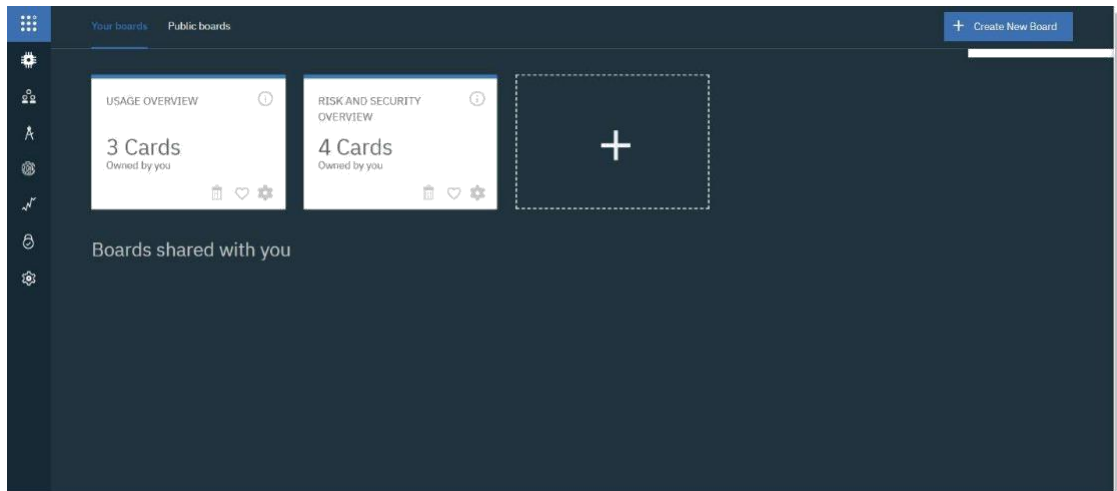 Your boards
Public boards
Create New Board
USAGE OVERVIEW
3 Cards
Owned by you
RISK AND SECURITY
OVERVIEW
4 Cards
Owned by you
Boards shared with you